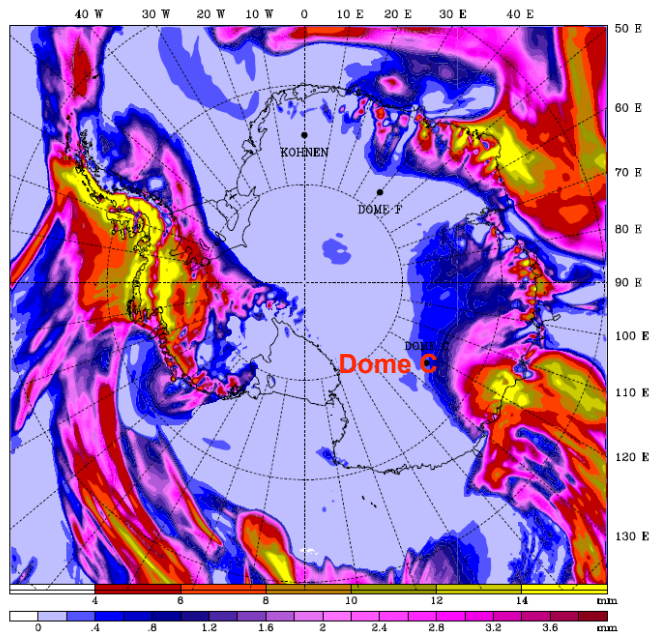 40 W 30 W 20 W 10 W 0 10 E 20 E 30 E 40 E 50 E
60 E
70 E
80 E
90 E
100 E
110 E
120 E
130 E
KOHNEN
DOME F
DOME C
Dome C
4 6 8 10 12 14 mm
0 .4 .8 1.2 1.6 2 2.4 2.8 3.2 3.6 mm